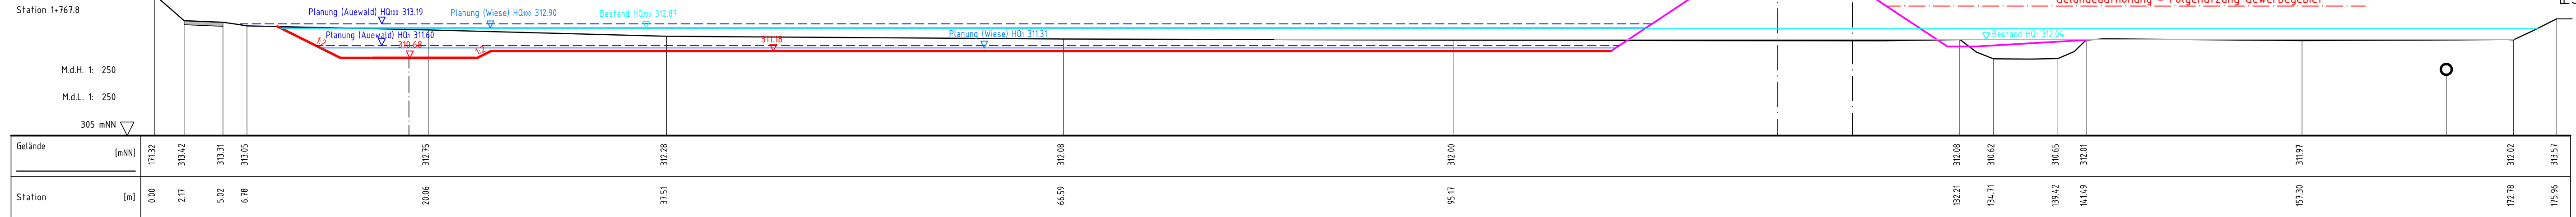 Station 1+767.8
Planung (Auewald) HQ100 313.19
Planung (Wiese) HQ100 312.90
Bestand HQ100 312.87
Geländeauffüllung - Folgenutzung Gewerbegebiet
1:2
Planung (Auewald) HQ1 311.60
310.68
1:2
311.18
Planung (Wiese) HQ1 311.31
Bestand HQ1 312.04
M.d.H. 1: 250
M.d.L. 1: 250
305 mNN
Gelände [mNN] 171.32 313.42 313.31 313.05 312.75 312.28 312.08 312.00 312.08 310.62 310.65 312.01 311.97 312.02 313.57
Station [m] 0.00 2.17 5.02 6.78 20.06 37.51 66.59 95.17 132.21 134.71 139.42 141.49 157.30 172.78 175.96